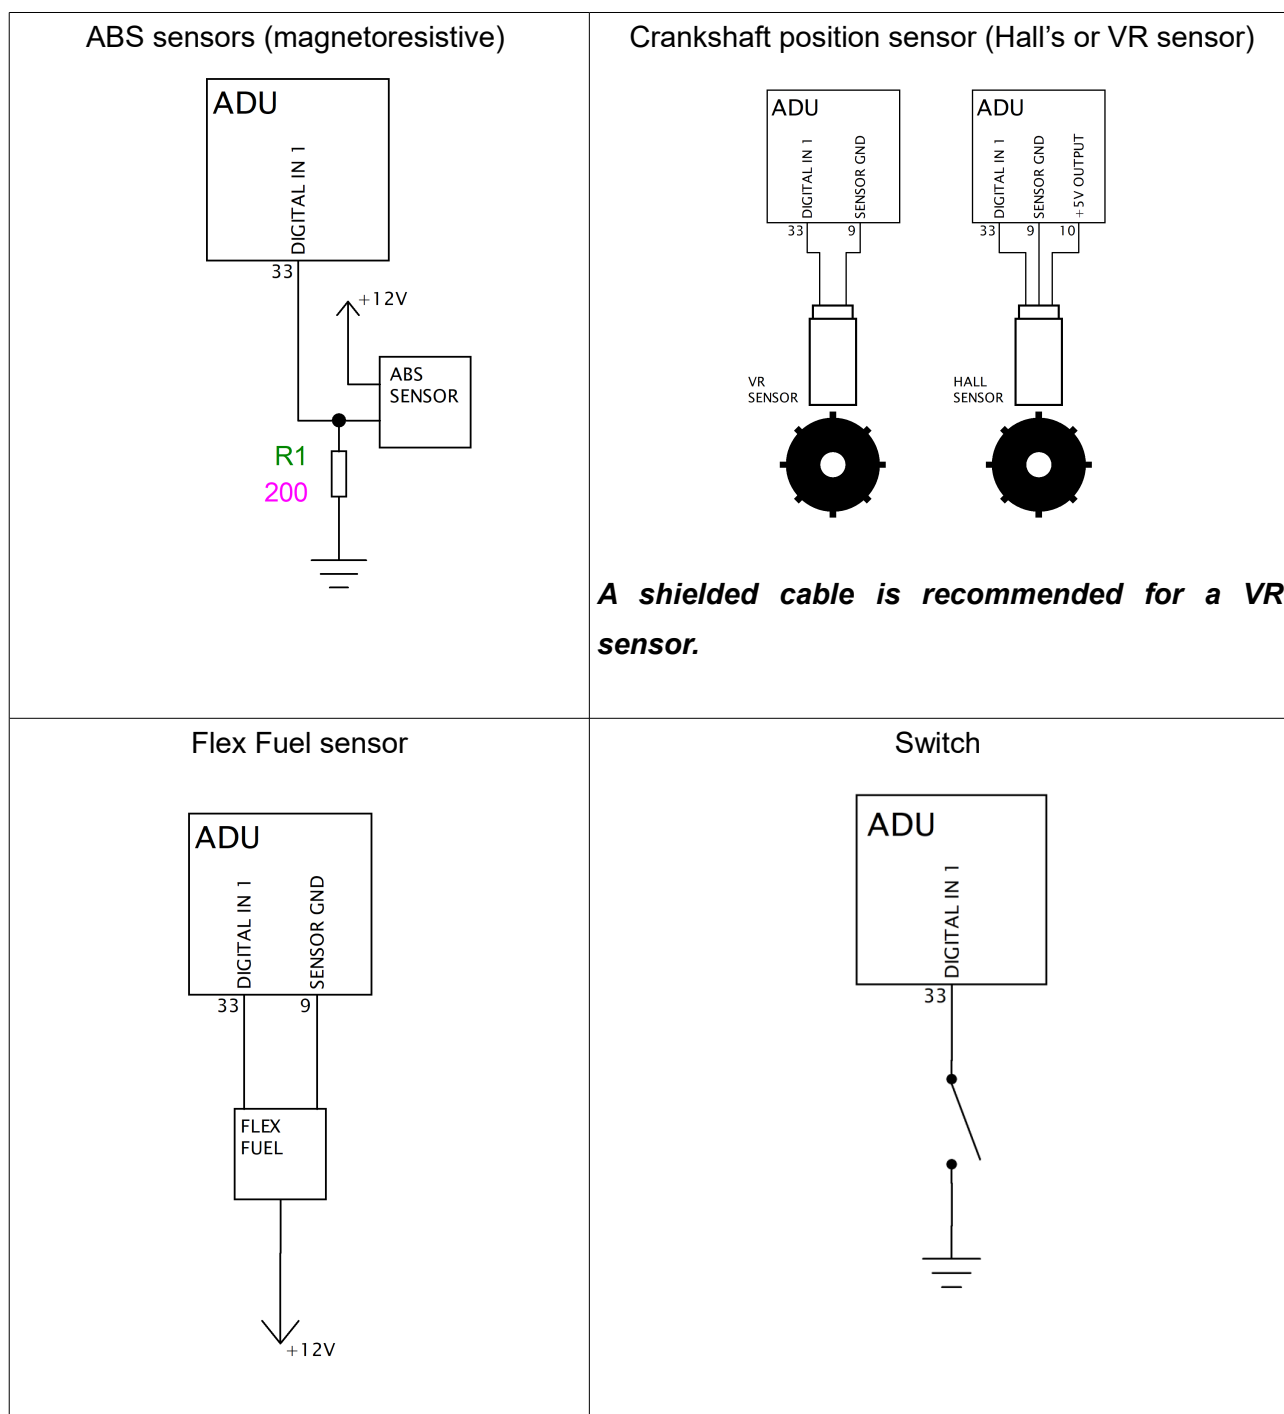 ABS sensors (magnetoresistive)
ADU
DIGITAL IN 1
33
+12V
ABS
SENSOR
R1
200
Crankshaft position sensor (Hall's or VR sensor)
ADU
DIGITAL IN 1
SENSOR GND
33
9
VR
SENSOR
ADU
DIGITAL IN 1
SENSOR GND
+5V OUTPUT
33
9
10
HALL
SENSOR
A shielded cable is recommended for a VR
sensor.
Flex Fuel sensor
ADU
DIGITAL IN 1
SENSOR GND
33
9
FLEX
FUEL
+12V
Switch
ADU
DIGITAL IN 1
33